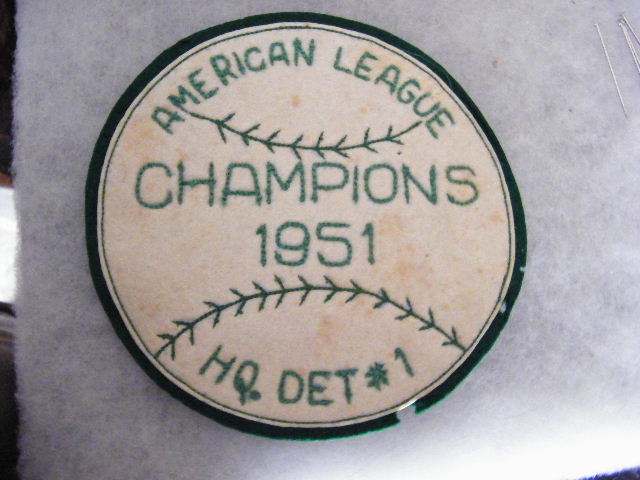 AMERICAN LEAGUE
CHAMPIONS
1951
HQ. DET #1